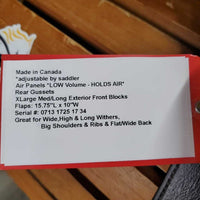 Made in Canada
*adjustable by saddler
Air Panels *LOW Volume - HOLDS AIR*
Rear Gussets
XLarge Med/Long Exterior Front Blocks
Flaps: 15.75"L x 10"W
Serial #: 0713 1725 17 34
Great for Wide,High & Long Withers,
Big Shoulders & Ribs & Flat/Wide Back